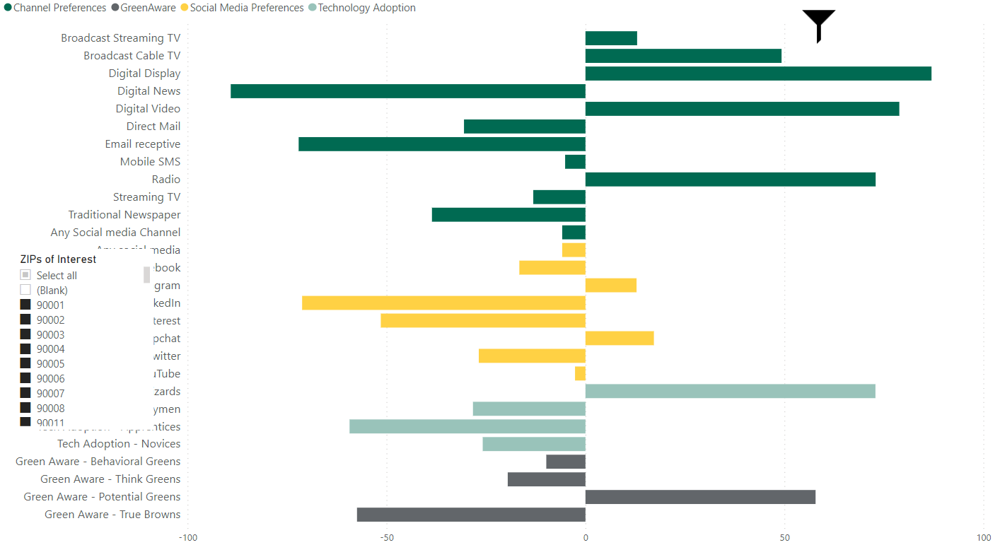 Channel Preferences GreenAware Social Media Preferences Technology Adoption
Broadcast Streaming TV
Broadcast Cable TV
Digital Display
Digital News
Digital Video
Direct Mail
Email receptive
Mobile SMS
Radio
Streaming TV
Traditional Newspaper
Any Social media Channel
media
ebook
gram
kedIn
terest
pchat
witter
uTube
zards
ymen
ntices
Tech Adoption - Novices
Green Aware - Behavioral Greens
Green Aware - Think Greens
Green Aware - Potential Greens
Green Aware - True Browns
ZIPs of Interest
Select all
(Blank)
90001
90002
90003
90004
90005
90006
90007
90008
90011
-100 -50 0 50 100